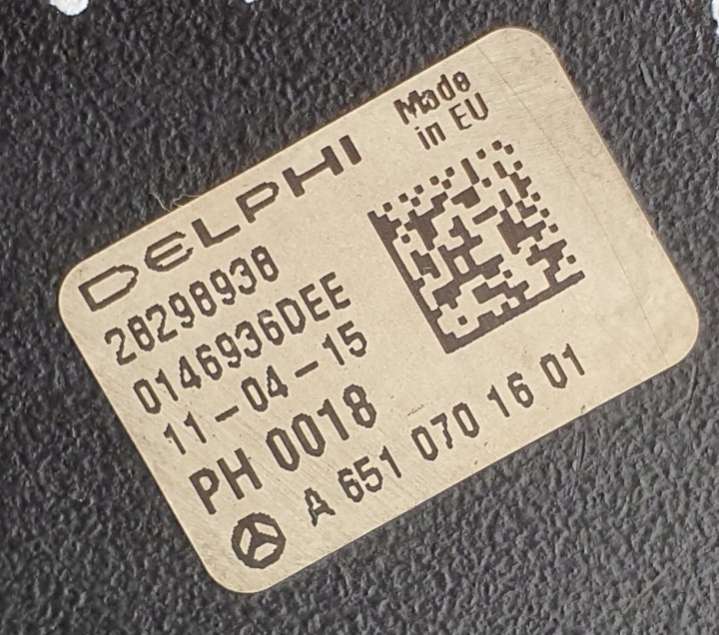 DELPHI
Made
in EU
28298938
0146936DEE
11-04-15
PH 0018
A 651 070 16 01